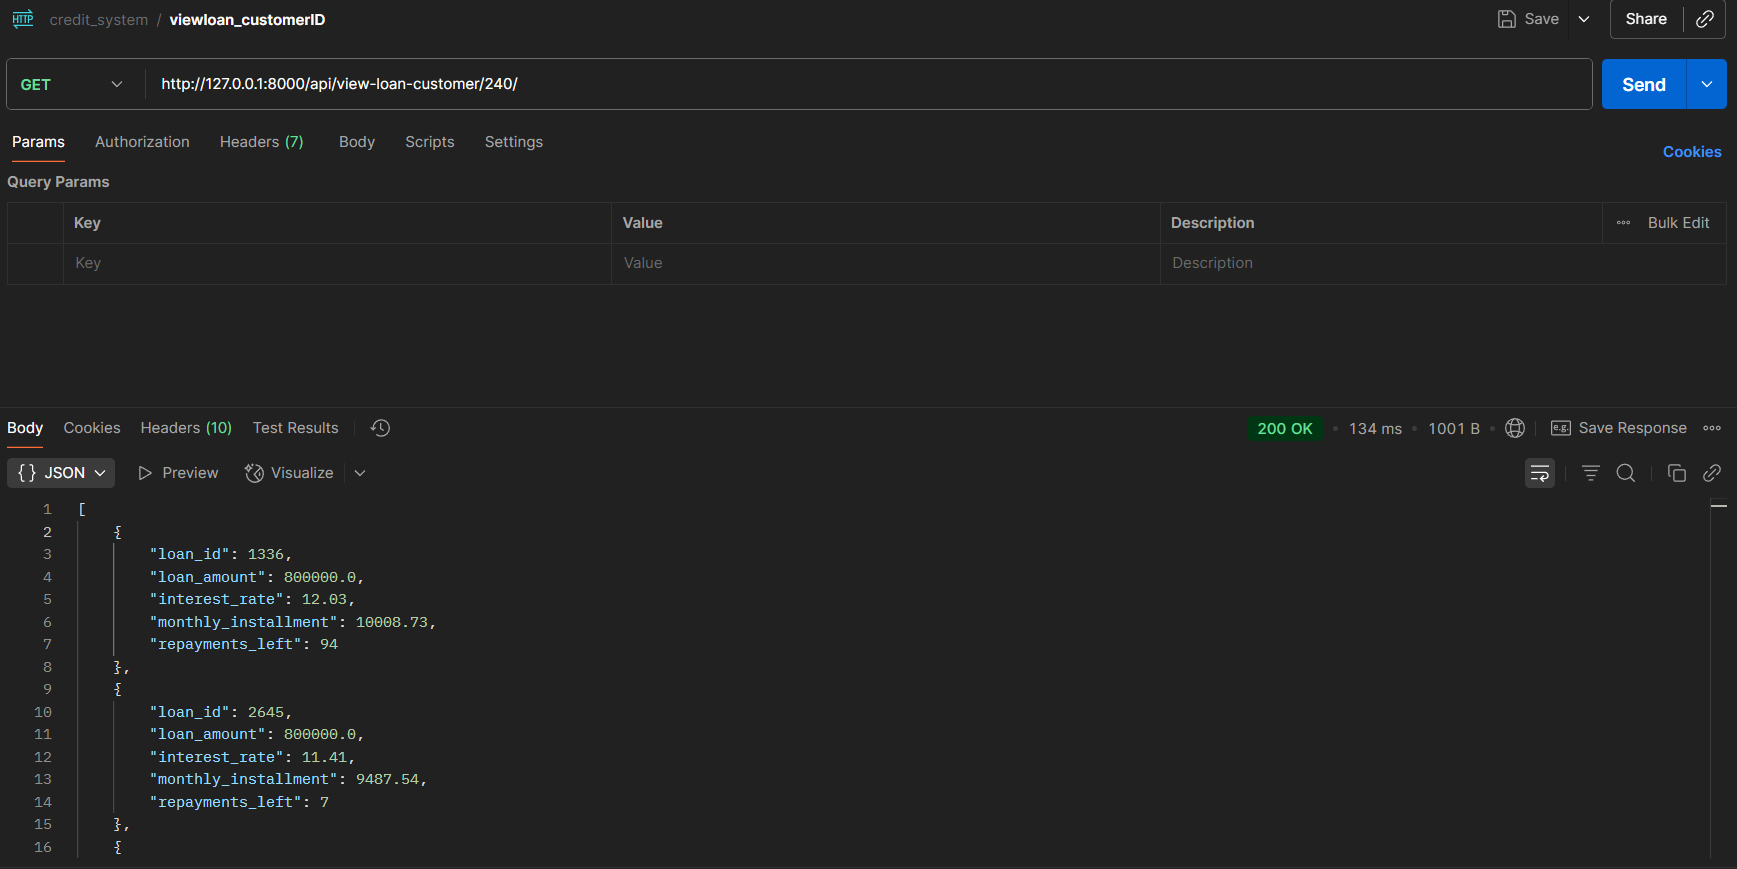 HTTP credit_system / viewloan_customerID Save Share
GET http://127.0.0.1:8000/api/view-loan-customer/240/ Send
Params Authorization Headers (7) Body Scripts Settings Cookies
Query Params
Key Value Description Bulk Edit
Key Value Description
Body Cookies Headers (10) Test Results 200 OK • 134 ms • 1001 B • e.g. Save Response
{} JSON Preview Visualize
1 [
2 {
3 "loan_id": 1336,
4 "loan_amount": 800000.0,
5 "interest_rate": 12.03,
6 "monthly_installment": 10008.73,
7 "repayments_left": 94
8 },
9 {
10 "loan_id": 2645,
11 "loan_amount": 800000.0,
12 "interest_rate": 11.41,
13 "monthly_installment": 9487.54,
14 "repayments_left": 7
15 },
16 {